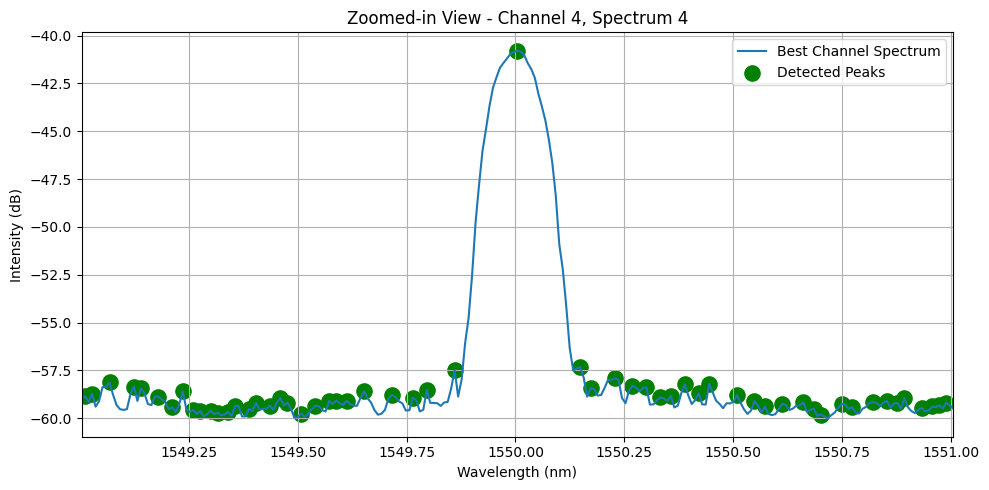 Zoomed-in View - Channel 4, Spectrum 4
Best Channel Spectrum
Detected Peaks
Intensity (dB)
−40.0
−42.5
−45.0
−47.5
−50.0
−52.5
−55.0
−57.5
−60.0
1549.25 1549.50 1549.75 1550.00 1550.25 1550.50 1550.75 1551.00
Wavelength (nm)